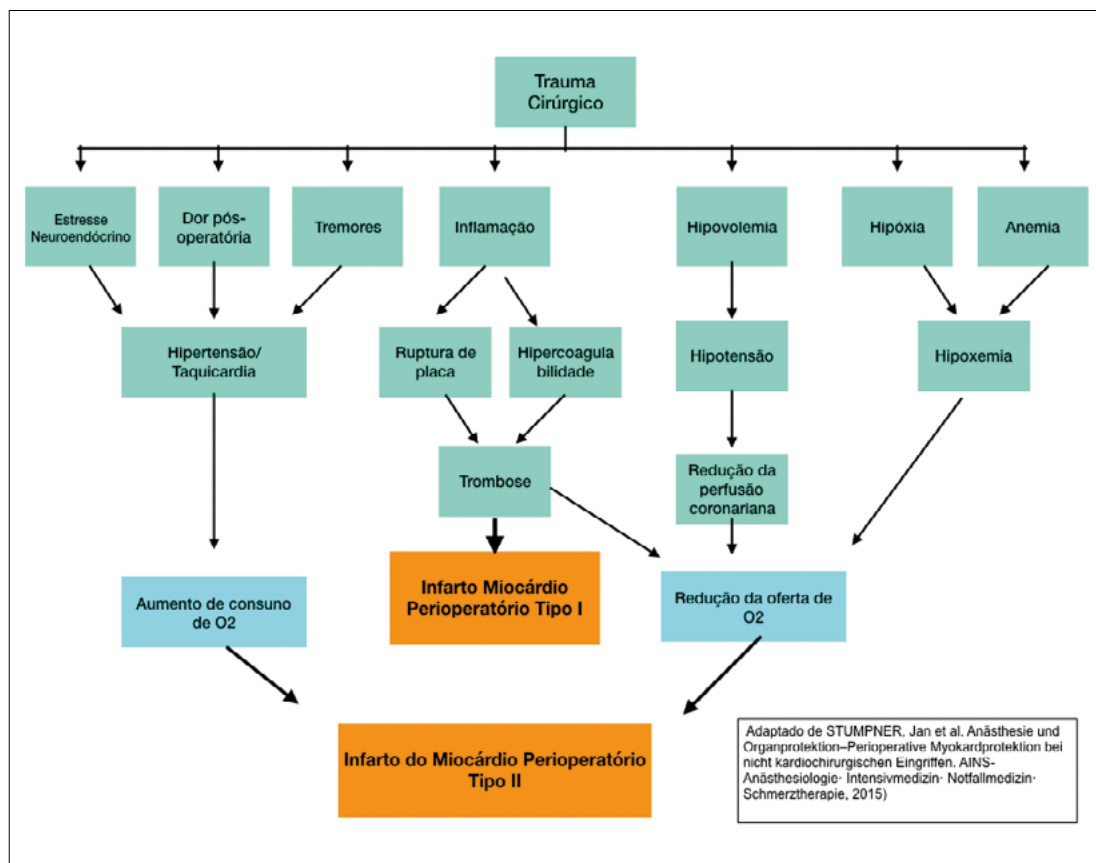 Trauma
Cirúrgico
Estresse
Neuroendócrino
Dor pós-
operatória
Tremores
Inflamação
Hipovolemia
Hipóxia
Anemia
Hipertensão/
Taquicardia
Ruptura de
placa
Hipercoagula
bilidade
Hipotensão
Hipoxemia
Trombose
Redução da
perfusão
coronariana
Aumento de consuno
de O2
Infarto Miocárdio
Perioperatório Tipo I
Redução da oferta de
O2
Infarto do Miocárdio Perioperatório
Tipo II
Adaptado de STUMPNER, Jan et al. Anästhesie und
Organprotektion–Perioperative Myokardprotektion bei
nicht kardiochirurgischen Eingriffen. AINS-
Anästhesiologie· Intensivmedizin· Notfallmedizin·
Schmerztherapie, 2015)